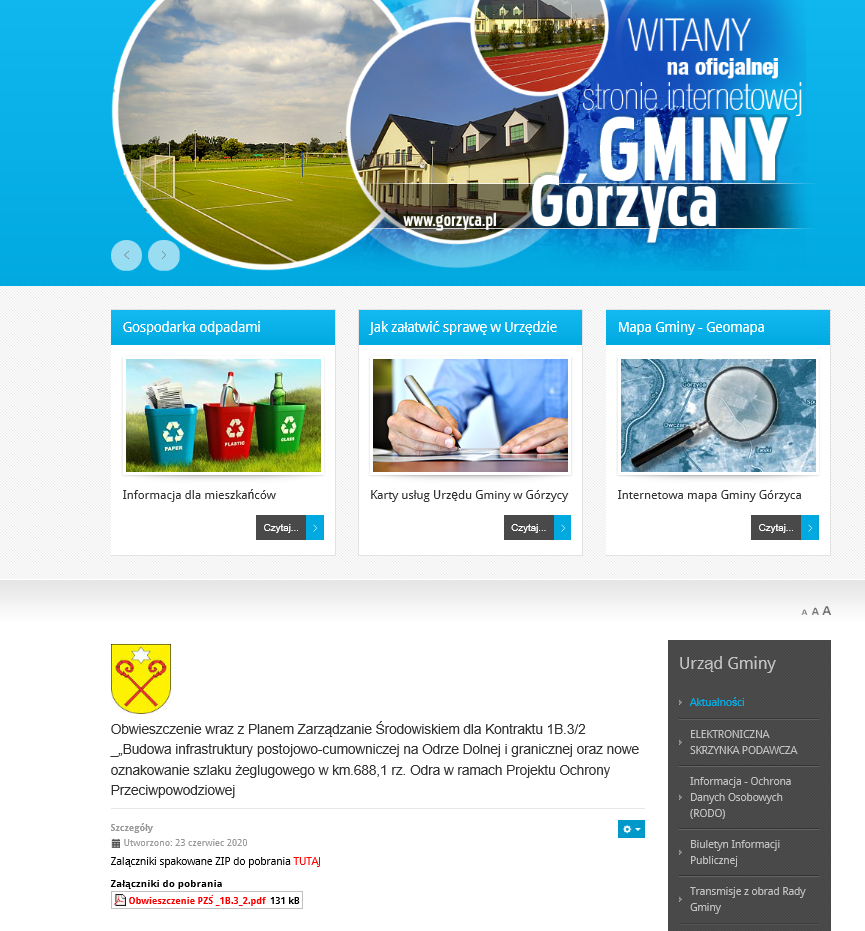 WITAMY
na oficjalnej
stronie internetowej
GMINY
Górzyca
www.gorzyca.pl
Gospodarka odpadami
PAPER
PLASTIC
GLASS
Informacja dla mieszkańców
Czytaj...
Jak załatwić sprawę w Urzędzie
Karty usług Urzędu Gminy w Górzycy
Czytaj...
Mapa Gminy - Geomapa
Górzyca
Internetowa mapa Gminy Górzyca
Czytaj...
A A A
Obwieszczenie wraz z Planem Zarządzanie Środowiskiem dla Kontraktu 1B.3/2
_„Budowa infrastruktury postojowo-cumowniczej na Odrze Dolnej i granicznej oraz nowe
oznakowanie szlaku żeglugowego w km.688,1 rz. Odra w ramach Projektu Ochrony
Przeciwpowodziowej
Szczegóły
Utworzono: 23 czerwiec 2020
Zalączniki spakowane ZIP do pobrania TUTAJ
Załączniki do pobrania
Obwieszczenie PZŚ _1B.3_2.pdf 131 kB
Urząd Gminy
Aktualności
ELEKTRONICZNA
SKRZYNKA PODAWCZA
Informacja - Ochrona
Danych Osobowych
(RODO)
Biuletyn Informacji
Publicznej
Transmisje z obrad Rady
Gminy